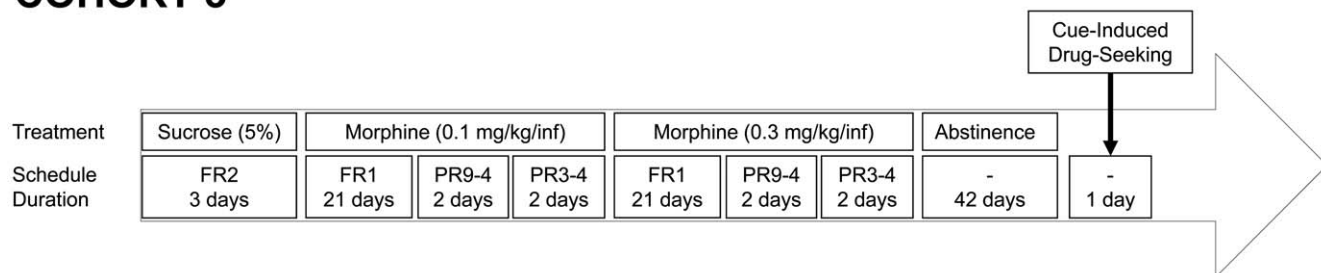 Cue-Induced
Drug-Seeking
Treatment Sucrose (5%) Morphine (0.1 mg/kg/inf) Morphine (0.3 mg/kg/inf) Abstinence
Schedule FR2 FR1 PR9-4 PR3-4 FR1 PR9-4 PR3-4 - -
Duration 3 days 21 days 2 days 2 days 21 days 2 days 2 days 42 days 1 day